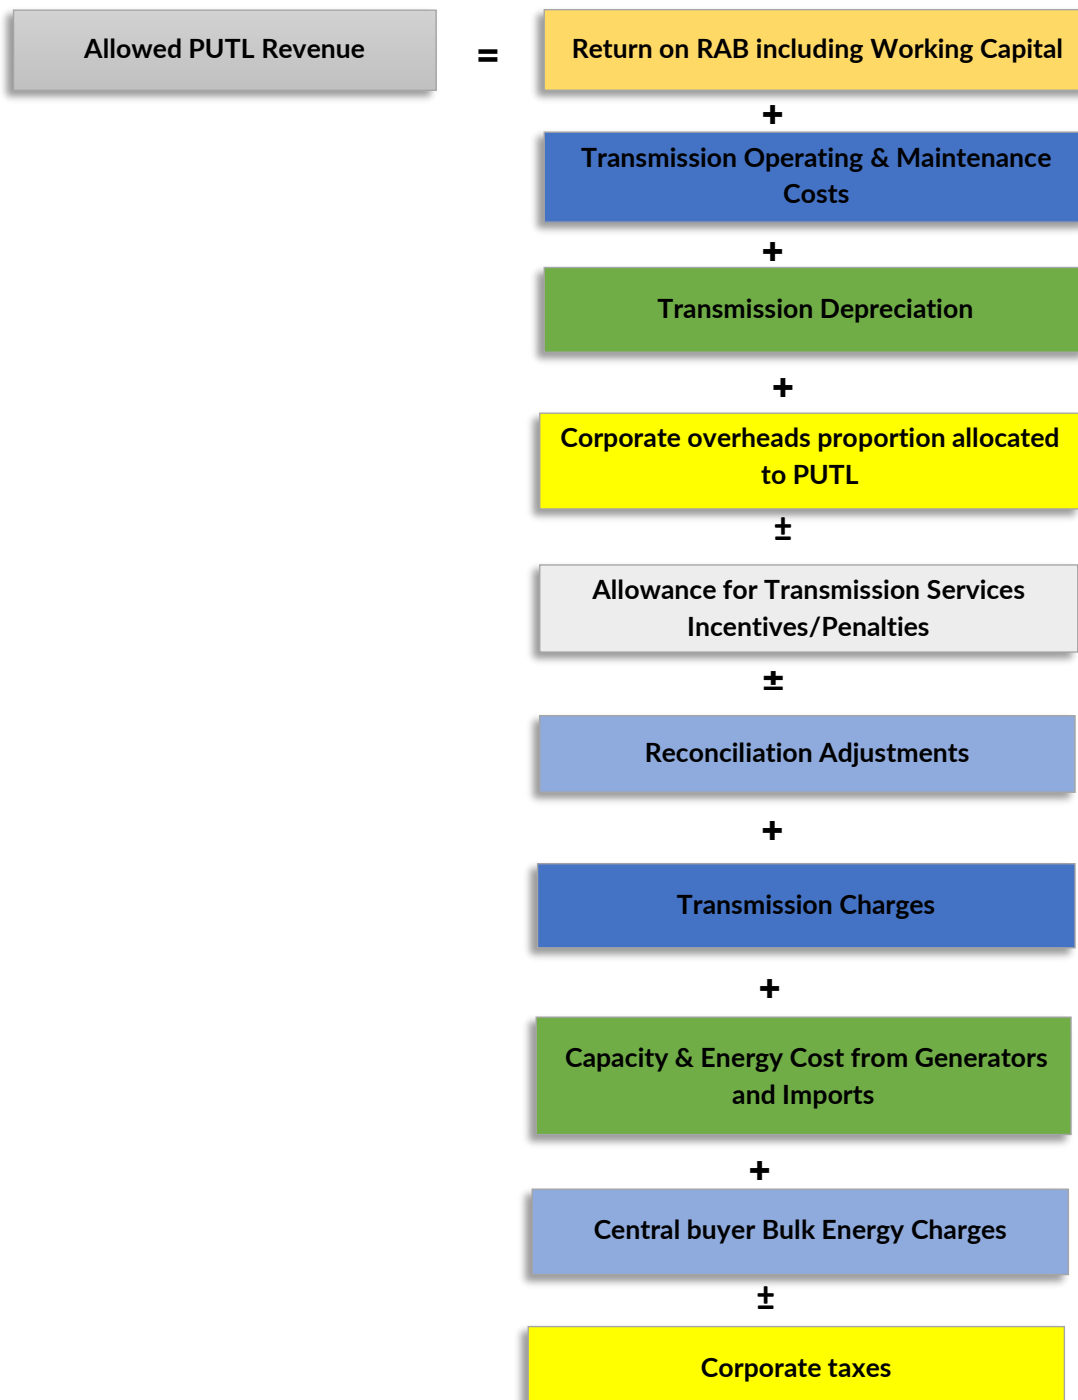 Allowed PUTL Revenue
=
Return on RAB including Working Capital
+
Transmission Operating & Maintenance
Costs
+
Transmission Depreciation
+
Corporate overheads proportion allocated
to PUTL
±
Allowance for Transmission Services
Incentives/Penalties
±
Reconciliation Adjustments
+
Transmission Charges
+
Capacity & Energy Cost from Generators
and Imports
+
Central buyer Bulk Energy Charges
±
Corporate taxes